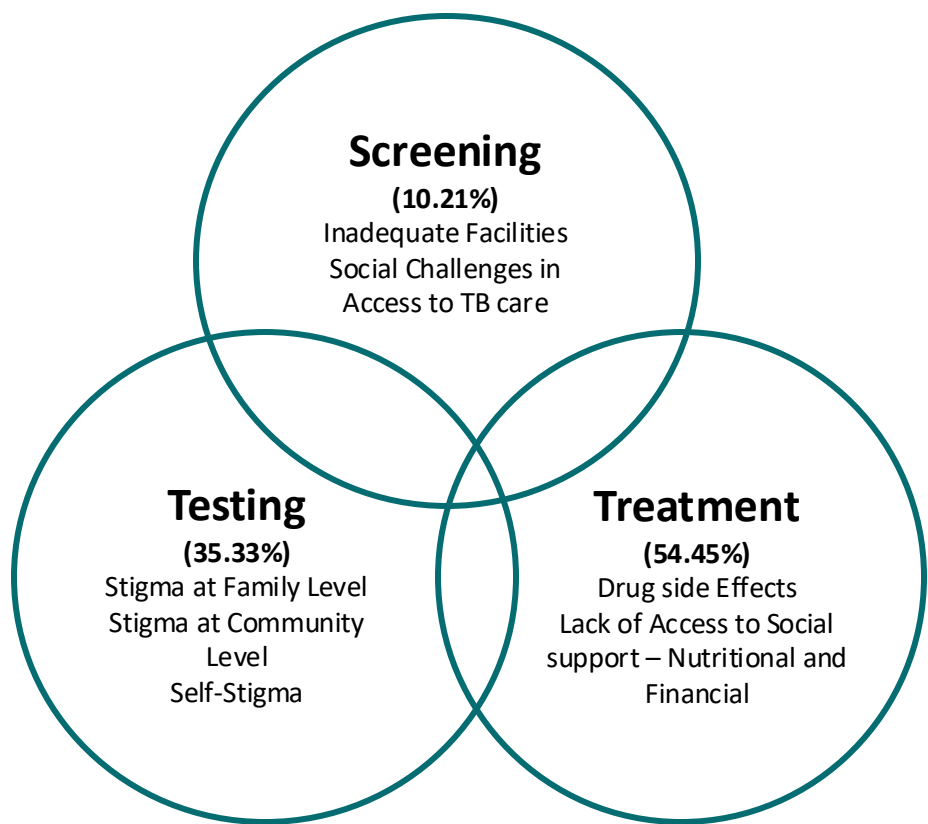 Screening
(10.21%)
Inadequate Facilities
Social Challenges in
Access to TB care
Testing
(35.33%)
Stigma at Family Level
Stigma at Community
Level
Self-Stigma
Treatment
(54.45%)
Drug side Effects
Lack of Access to Social
support – Nutritional and
Financial